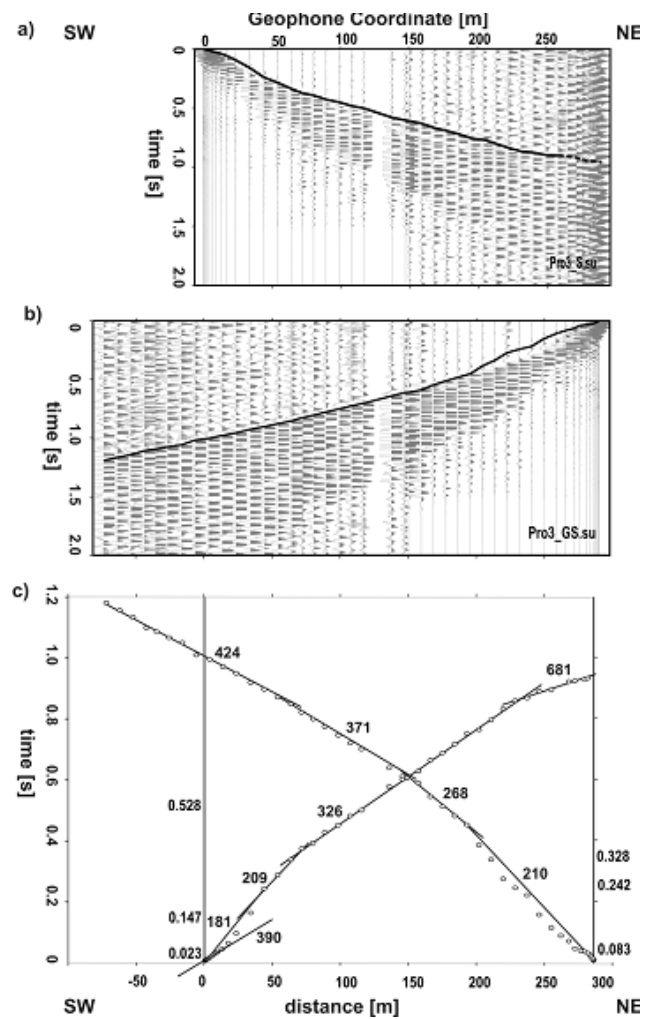 Geophone Coordinate [m]
a) SW NE
0 50 100 150 200 250
time [s]
0
0.5
1.0
1.5
2.0
Pro3_S.su
b)
time [s]
0
0.5
1.0
1.5
2.0
Pro3_GS.su
c)
time [s]
1.2
1.0
0.8
0.6
0.4
0.2
0
424
681
371
326
268
0.528
209
210
0.328
0.242
0.147
181
390
0.023
0.083
-50 0 50 100 150 200 250 300
SW distance [m] NE